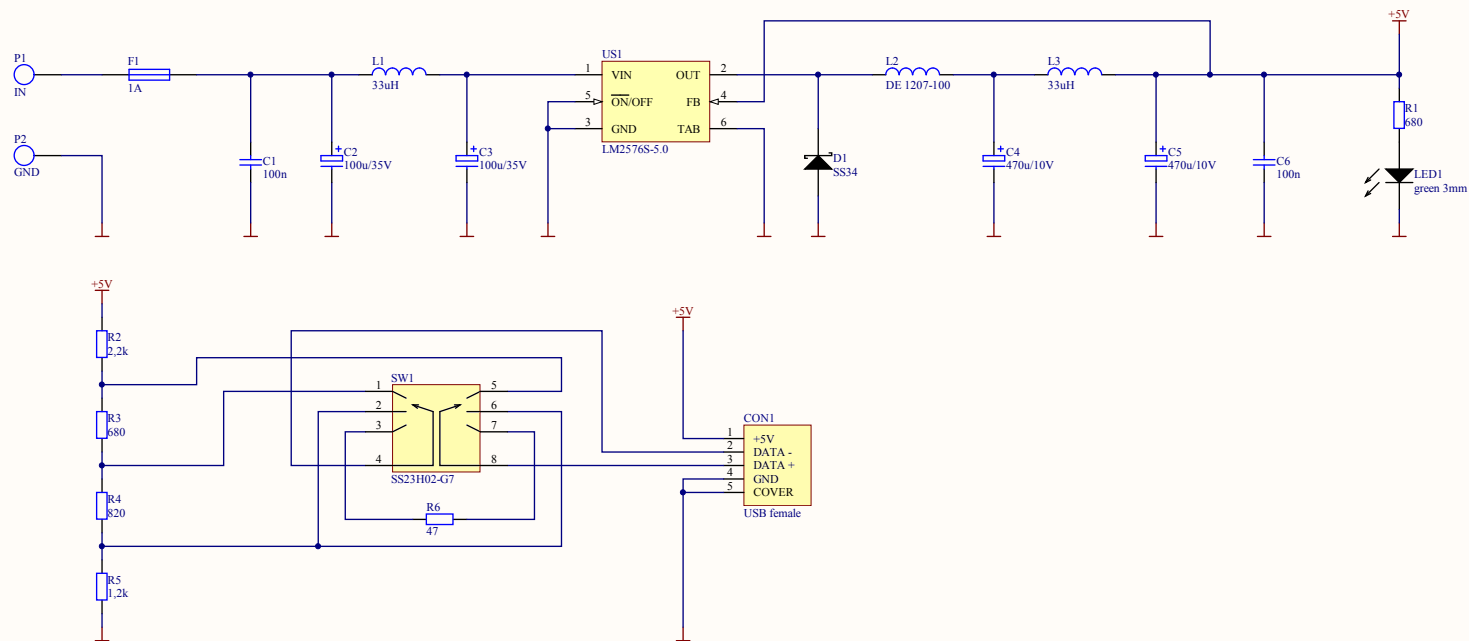 P1
IN
F1
1A
P2
GND
C1
100n
C2
100u/35V
L1
33uH
C3
100u/35V
US1
1 VIN OUT 2
5 ON/OFF FB 4
3 GND TAB 6
LM2576S-5.0
D1
SS34
L2
DE 1207-100
C4
470u/10V
L3
33uH
C5
470u/10V
C6
100n
+5V
R1
680
LED1
green 3mm
+5V
R2
2,2k
R3
680
R4
820
R5
1,2k
SW1
1 5
2 6
3 7
4 8
SS23H02-G7
R6
47
+5V
CON1
1 +5V
2 DATA -
3 DATA +
4 GND
5 COVER
USB female